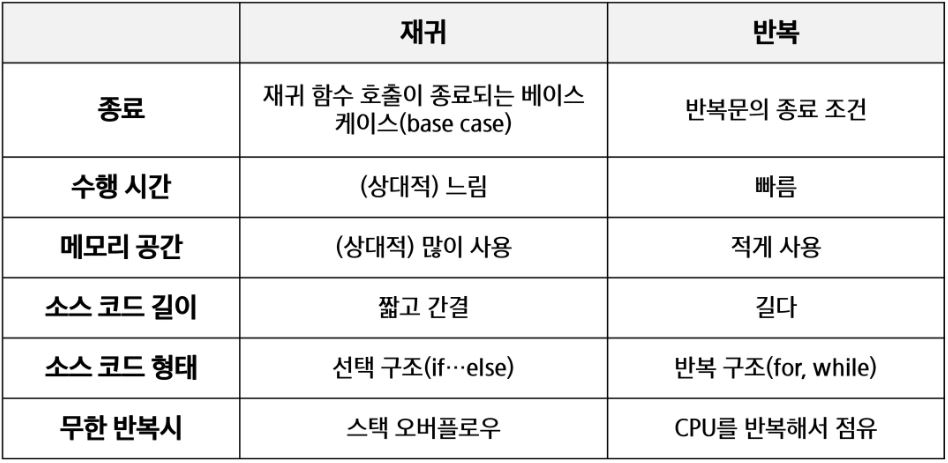 재귀 반복
종료 재귀 함수 호출이 종료되는 베이스 케이스(base case) 반복문의 종료 조건
수행 시간 (상대적) 느림 빠름
메모리 공간 (상대적) 많이 사용 적게 사용
소스 코드 길이 짧고 간결 길다
소스 코드 형태 선택 구조(if…else) 반복 구조(for, while)
무한 반복시 스택 오버플로우 CPU를 반복해서 점유